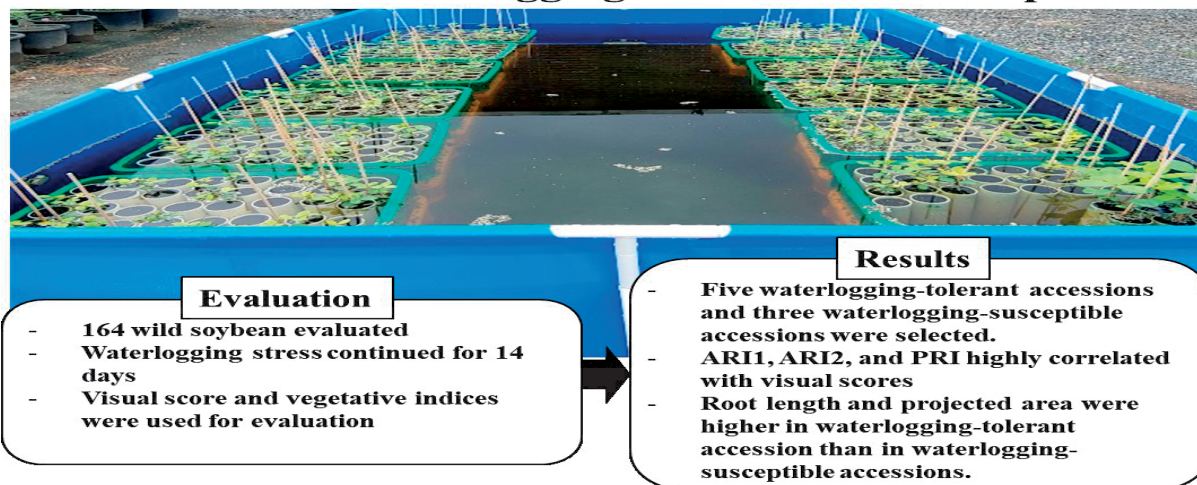 Evaluation
- 164 wild soybean evaluated
- Waterlogging stress continued for 14
days
- Visual score and vegetative indices
were used for evaluation
Results
- Five waterlogging-tolerant accessions
and three waterlogging-susceptible
accessions were selected.
- ARI1, ARI2, and PRI highly correlated
with visual scores
- Root length and projected area were
higher in waterlogging-tolerant
accession than in waterlogging-
susceptible accessions.